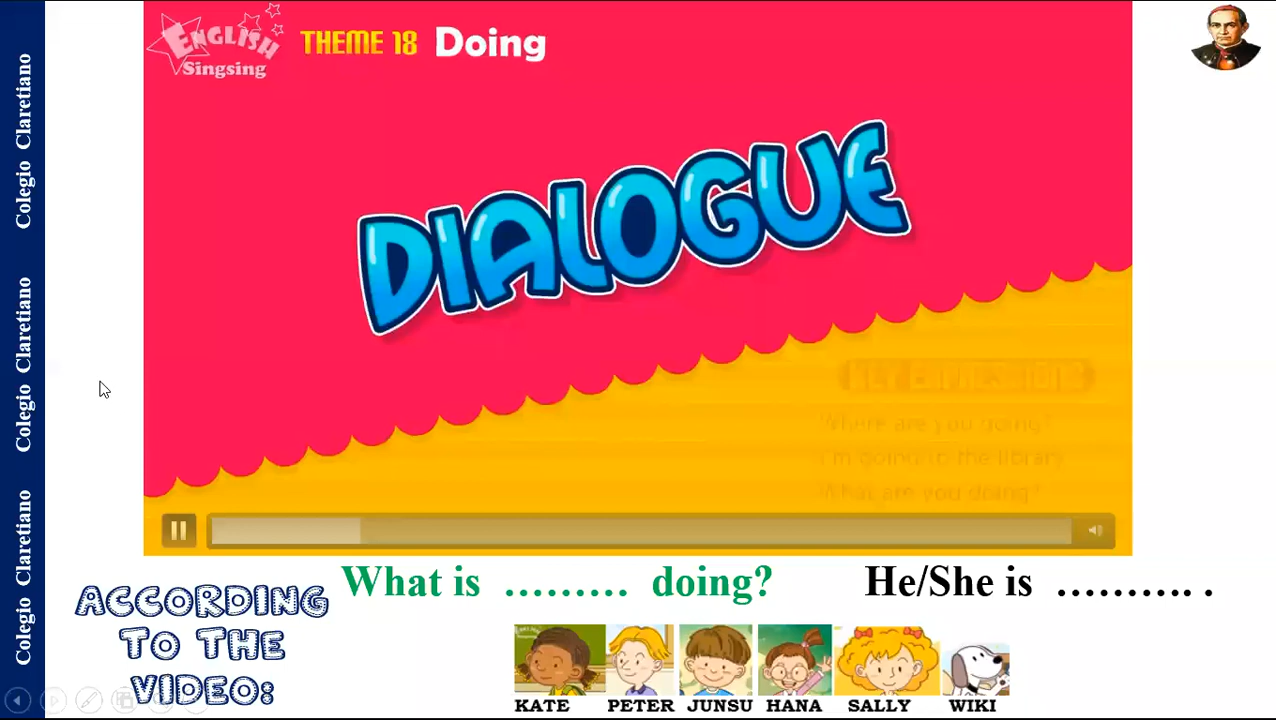 ENGLISH
Singsing
THEME 18 Doing
DIALOGUE
KEY EXPRESSIONS
Where are you going?
I'm going to the library
What are you doing?
Colegio Claretiano
Colegio Claretiano
Colegio Claretiano
What is ……… doing? He/She is ………. .
ACCORDING
TO THE
VIDEO:
KATE PETER JUNSU HANA SALLY WIKI